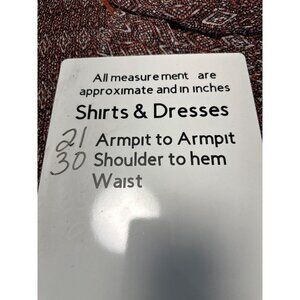 All measurement are
approximate and in inches
Shirts & Dresses
21 Armpit to Armpit
30 Shoulder to hem
Waist